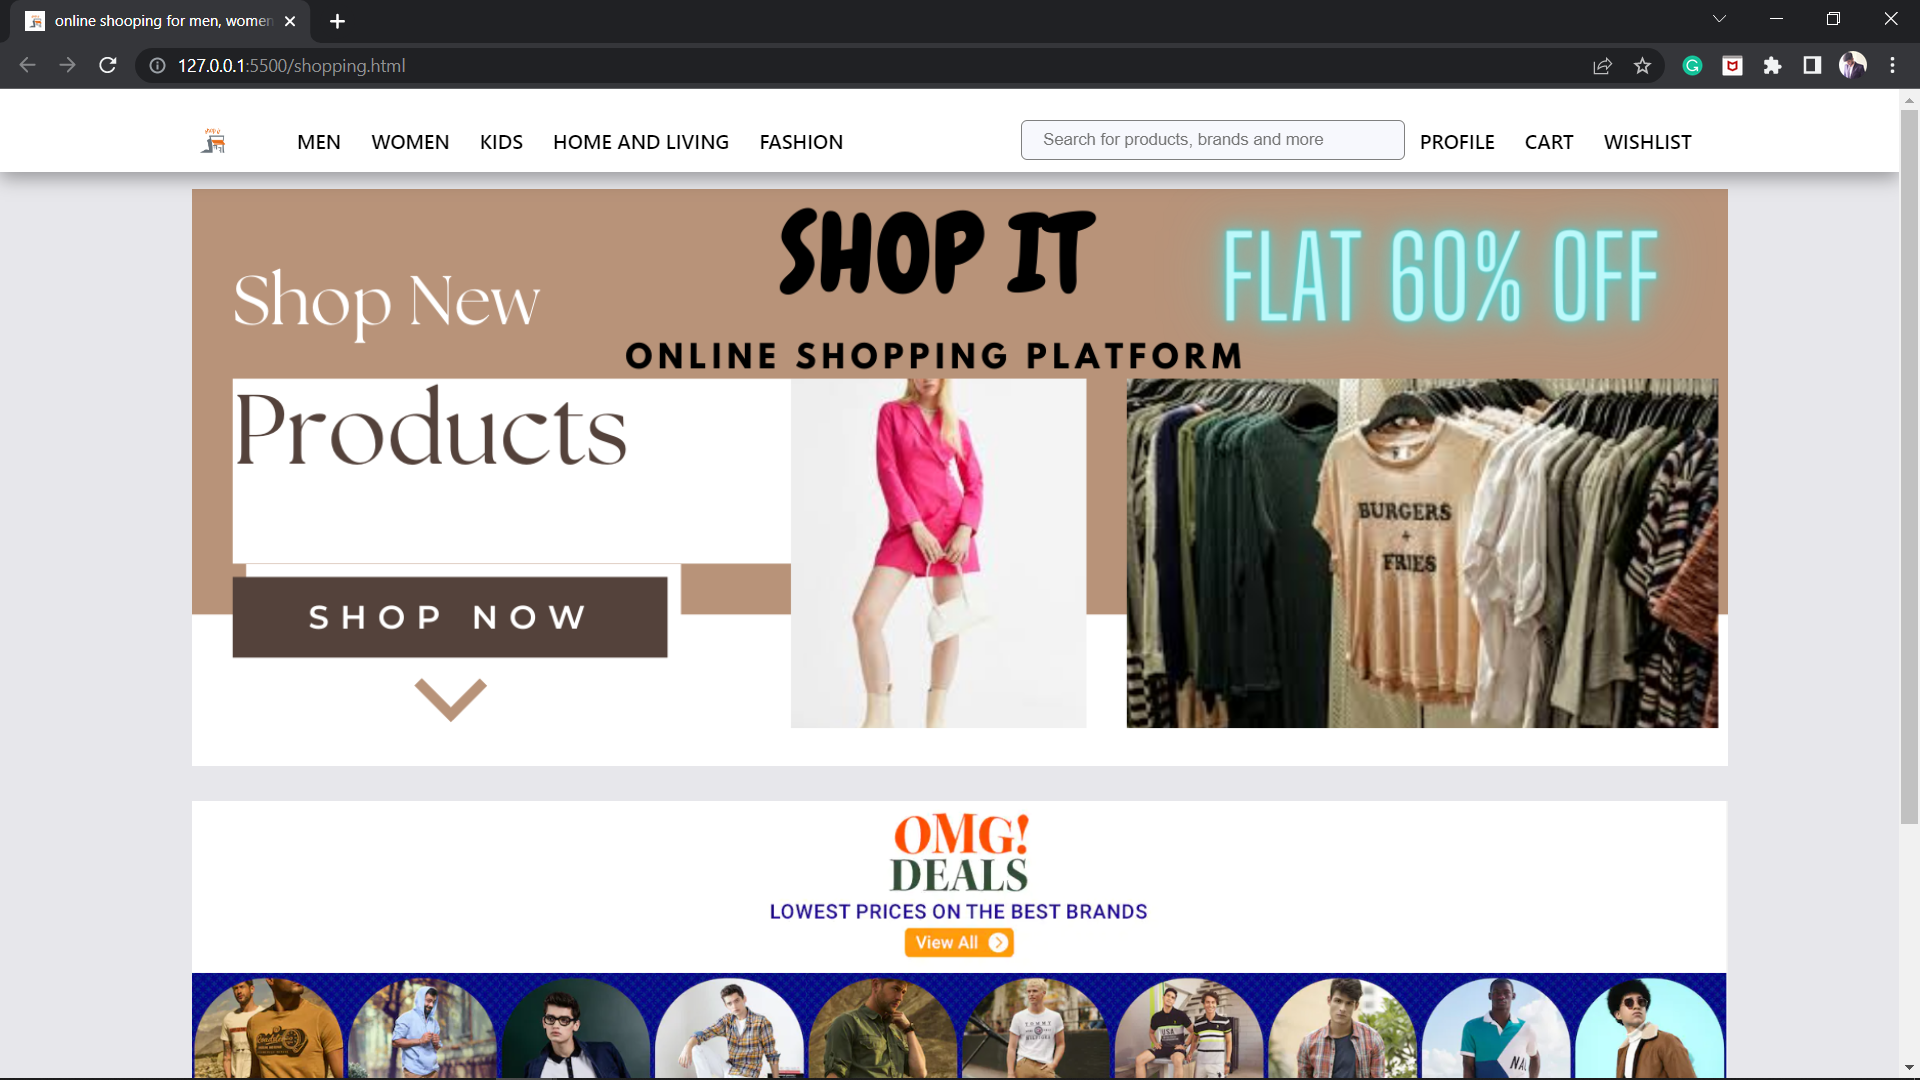 online shooping for men, women
127.0.0.1:5500/shopping.html
MEN WOMEN KIDS HOME AND LIVING FASHION Search for products, brands and more PROFILE CART WISHLIST
SHOP IT
FLAT 60% OFF
Shop New
ONLINE SHOPPING PLATFORM
Products
BURGERS
+
FRIES
SHOP NOW
OMG!
DEALS
LOWEST PRICES ON THE BEST BRANDS
View All
TOMMY
USA